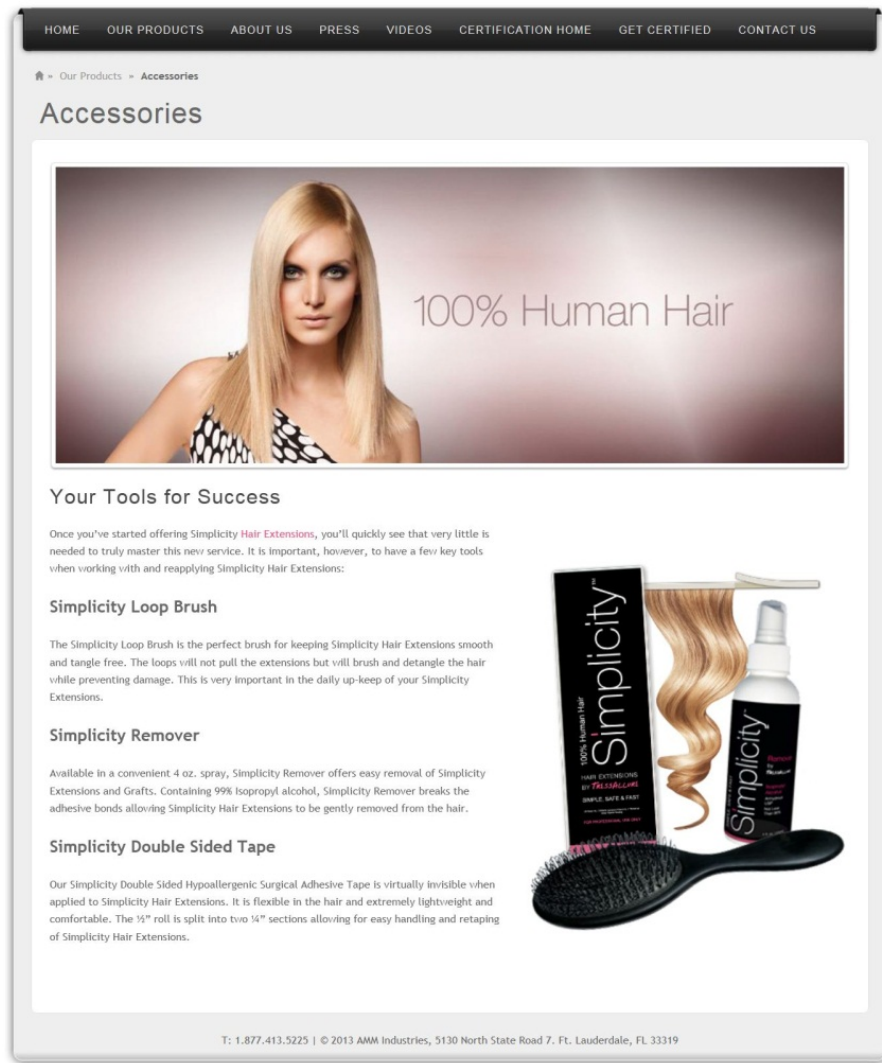 HOME OUR PRODUCTS ABOUT US PRESS VIDEOS CERTIFICATION HOME GET CERTIFIED CONTACT US
» Our Products » Accessories
Accessories
100% Human Hair
Your Tools for Success
Once you've started offering Simplicity Hair Extensions, you'll quickly see that very little is
needed to truly master this new service. It is important, however, to have a few key tools
when working with and reapplying Simplicity Hair Extensions:
Simplicity Loop Brush
The Simplicity Loop Brush is the perfect brush for keeping Simplicity Hair Extensions smooth
and tangle free. The loops will not pull the extensions but will brush and detangle the hair
while preventing damage. This is very important in the daily up-keep of your Simplicity
Extensions.
Simplicity Remover
Available in a convenient 4 oz. spray, Simplicity Remover offers easy removal of Simplicity
Extensions and Grafts. Containing 99% Isopropyl alcohol, Simplicity Remover breaks the
adhesive bonds allowing Simplicity Hair Extensions to be gently removed from the hair.
Simplicity Double Sided Tape
Our Simplicity Double Sided Hypoallergenic Surgical Adhesive Tape is virtually invisible when
applied to Simplicity Hair Extensions. It is flexible in the hair and extremely lightweight and
comfortable. The ½" roll is split into two ¼" sections allowing for easy handling and retaping
of Simplicity Hair Extensions.
100% Human Hair
Simplicity™
HAIR EXTENSIONS
BY TRESSALLURE
SIMPLE, SAFE & FAST
FOR PROFESSIONAL USE ONLY
Simplicity™
Remover
by
TRESSALLURE
T: 1.877.413.5225 | © 2013 AMM Industries, 5130 North State Road 7. Ft. Lauderdale, FL 33319